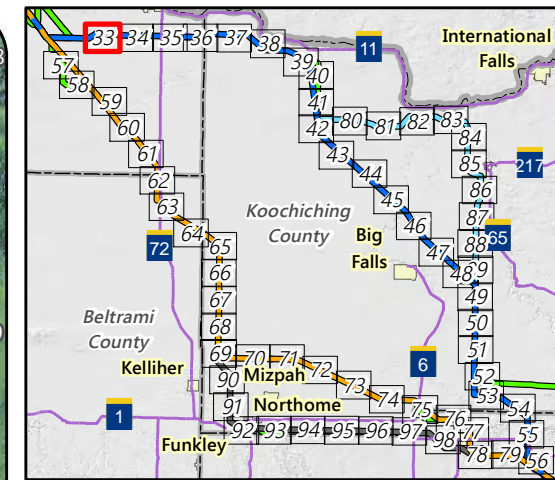 33 34 35 36 37 38 39 40 41 42
11
International
Falls
57 58 59 60 61 62 63 64 65 66 67 68 69
80 81 82 83 84 85 86 87 88
217
65
43 44 45 46 47 48 49 50 51 52 53 54 55 56
Koochiching
County
Big
Falls
72
Beltrami
County
Kelliher
70 71 72 73 74 75 76 77 78 79
6
Mizpah
Northome
90 91 92 93 94 95 96 97 98
1
Funkley